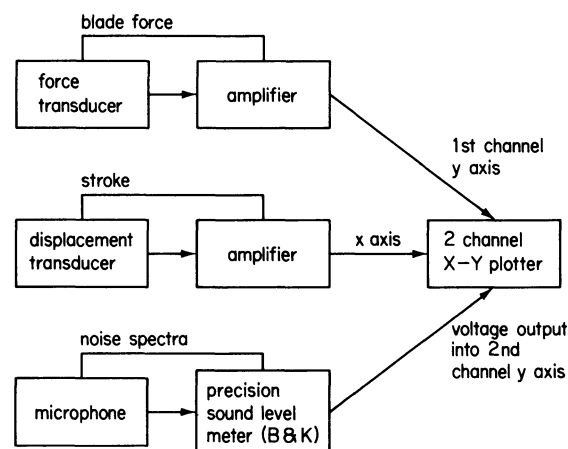 blade force
force
transducer
amplifier
1st channel
y axis
stroke
displacement
transducer
amplifier
x axis
2 channel
X-Y plotter
noise spectra
microphone
precision
sound level
meter (B&K)
voltage output
into 2nd
channel y axis